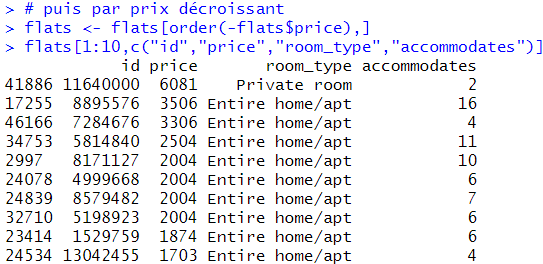 > # puis par prix décroissant
> flats <- flats[order(-flats$price),]
> flats[1:10,c("id","price","room_type","accommodates")]
id price room_type accommodates
41886 11640000 6081 Private room 2
17255 8895576 3506 Entire home/apt 16
46166 7284676 3306 Entire home/apt 4
34753 5814840 2504 Entire home/apt 11
2997 8171127 2004 Entire home/apt 10
24078 4999668 2004 Entire home/apt 6
24839 8579482 2004 Entire home/apt 7
32710 5198923 2004 Entire home/apt 6
23414 1529759 1874 Entire home/apt 6
24534 13042455 1703 Entire home/apt 4